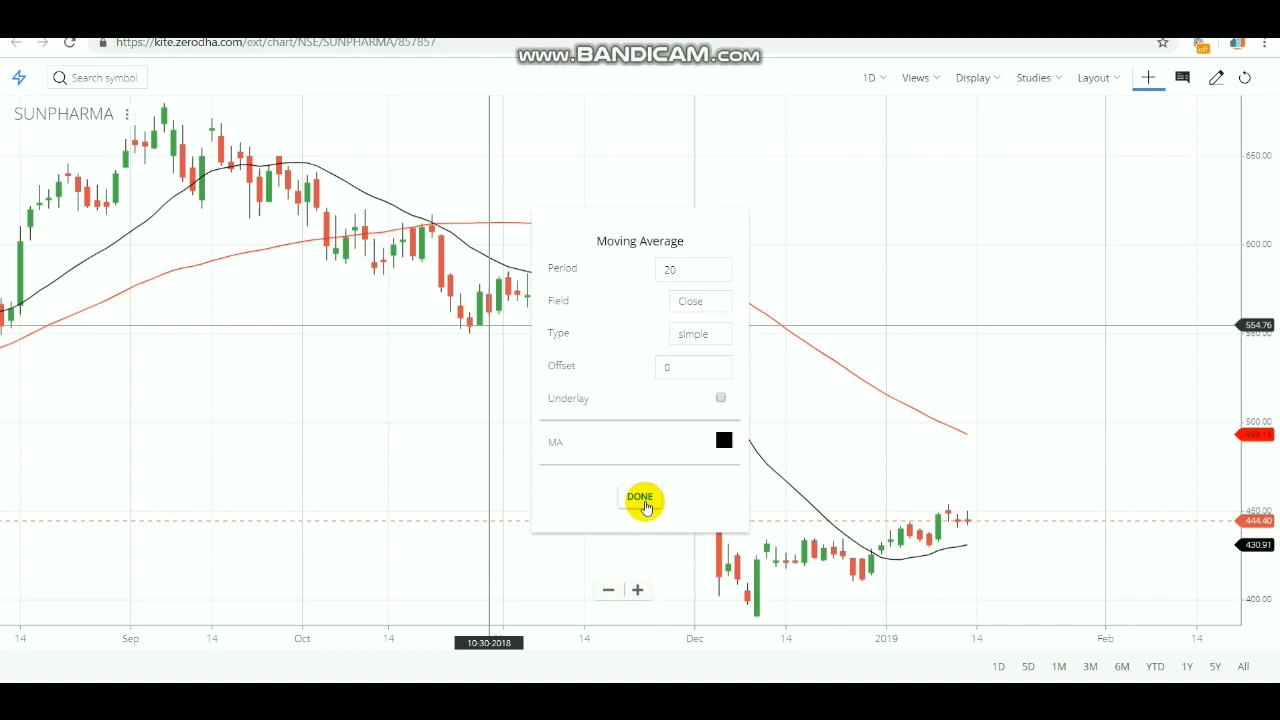 https://kite.zerodha.com/ext/chart/NSE/SUNPHARMA/857857
off
www.BANDICAM.com
Search symbol
1D Views Display Studies Layout
SUNPHARMA
650.00
600.00
554.76
550.00
500.00
450.00
444.40
430.91
400.00
Moving Average
Period 20
Field Close
Type simple
Offset 0
Underlay
MA
DONE
14 Sep 14 Oct 14 14 Dec 14 2019 14 Feb 14
10-30-2018
1D 5D 1M 3M 6M YTD 1Y 5Y All